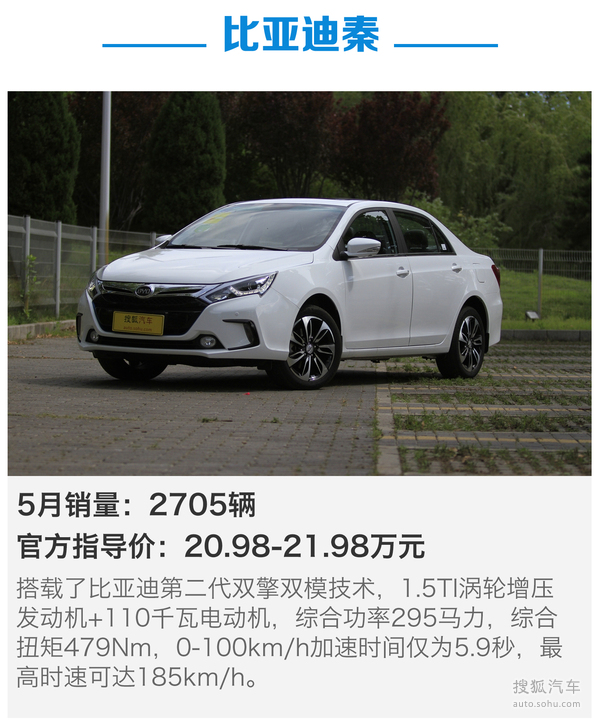 比亚迪秦
搜狐汽车
5月销量：2705辆
官方指导价：20.98-21.98万元
搭载了比亚迪第二代双擎双模技术，1.5TI涡轮增压
发动机+110千瓦电动机，综合功率295马力，综合
扭矩479Nm，0-100km/h加速时间仅为5.9秒，最
高时速可达185km/h。
搜狐汽车
auto.sohu.com